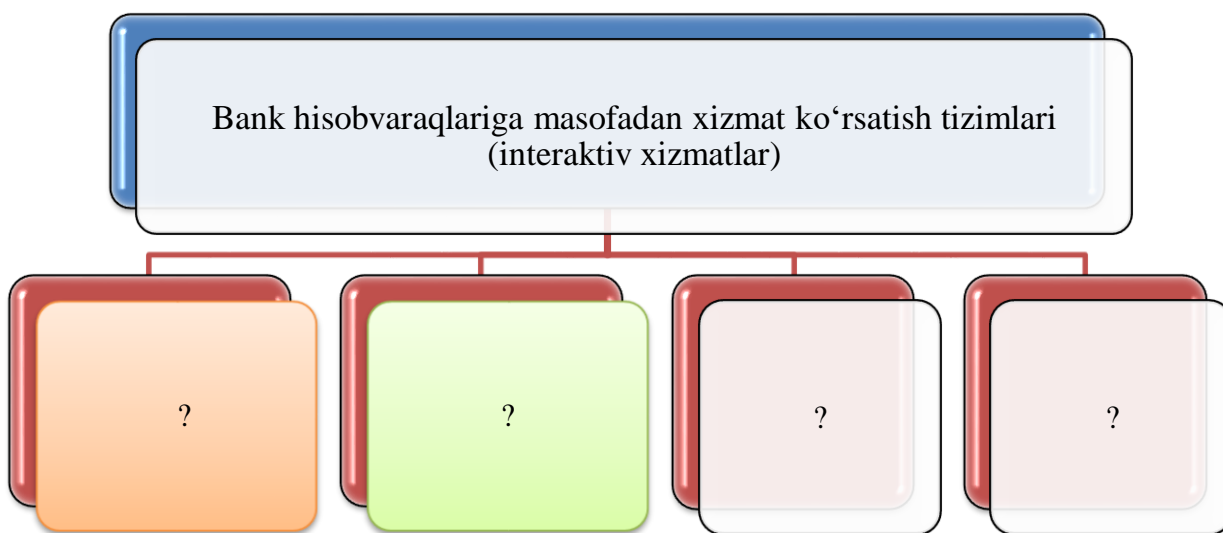 Bank hisobvaraqlariga masofadan xizmat ko‘rsatish tizimlari
(interaktiv xizmatlar)
?
?
?
?